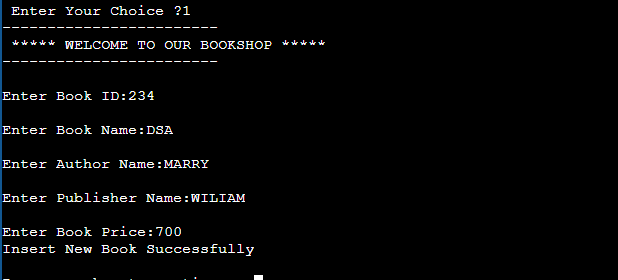 Enter Your Choice ?1
------------------------
***** WELCOME TO OUR BOOKSHOP *****
------------------------
Enter Book ID:234
Enter Book Name:DSA
Enter Author Name:MARRY
Enter Publisher Name:WILIAM
Enter Book Price:700
Insert New Book Successfully